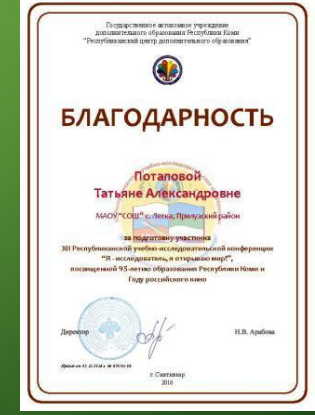 Государственное автономное учреждение
дополнительного образования Республики Коми
"Республиканский центр дополнительного образования"
БЛАГОДАРНОСТЬ
Потаповой
Татьяне Александровне
МАОУ "СОШ" с. Летка, Прилузский район
за подготовку участника
XII Республиканской учебно-исследовательской конференции
"Я - исследователь, я открываю мир!",
посвященной 95-летию образования Республики Коми и
Году российского кино
Директор Н.В. Арабова
г. Сыктывкар
2016